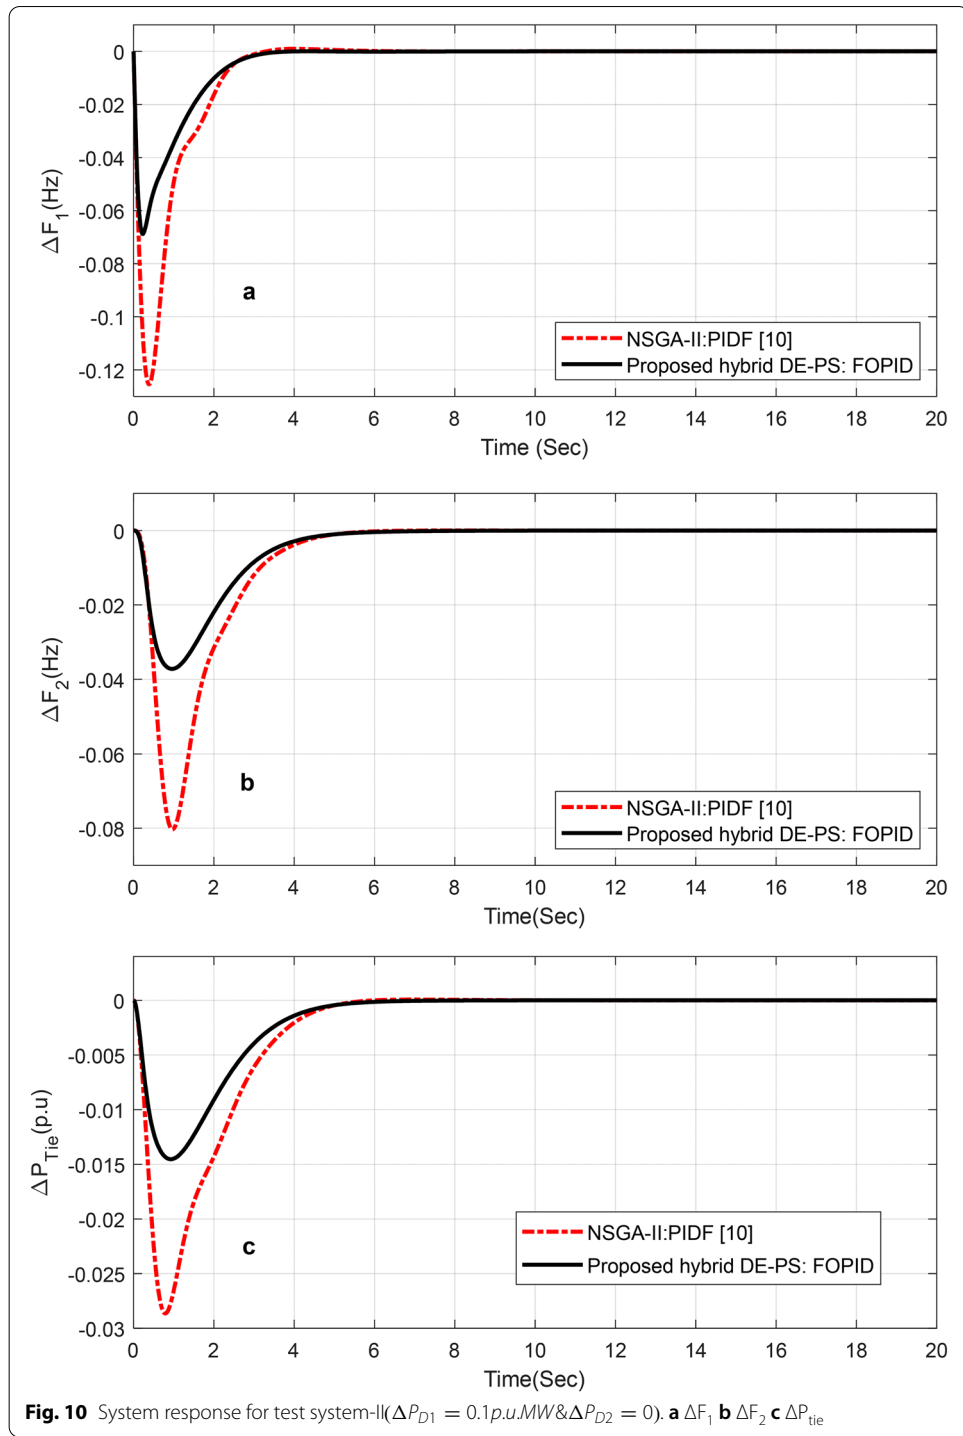 0
-0.02
-0.04
-0.06
-0.08
-0.1
-0.12
ΔF1(Hz)
a
NSGA-II:PIDF [10]
Proposed hybrid DE-PS: FOPID
0 2 4 6 8 10 12 14 16 18 20
Time (Sec)
0
-0.02
-0.04
-0.06
-0.08
ΔF2(Hz)
b
NSGA-II:PIDF [10]
Proposed hybrid DE-PS: FOPID
0 2 4 6 8 10 12 14 16 18 20
Time(Sec)
0
-0.005
-0.01
-0.015
-0.02
-0.025
-0.03
ΔPTie(p.u)
c
NSGA-II:PIDF [10]
Proposed hybrid DE-PS: FOPID
0 2 4 6 8 10 12 14 16 18 20
Time(Sec)
Fig. 10 System response for test system-II(ΔPD1 = 0.1p.u.MW&ΔPD2 = 0). a ΔF1 b ΔF2 c ΔPtie